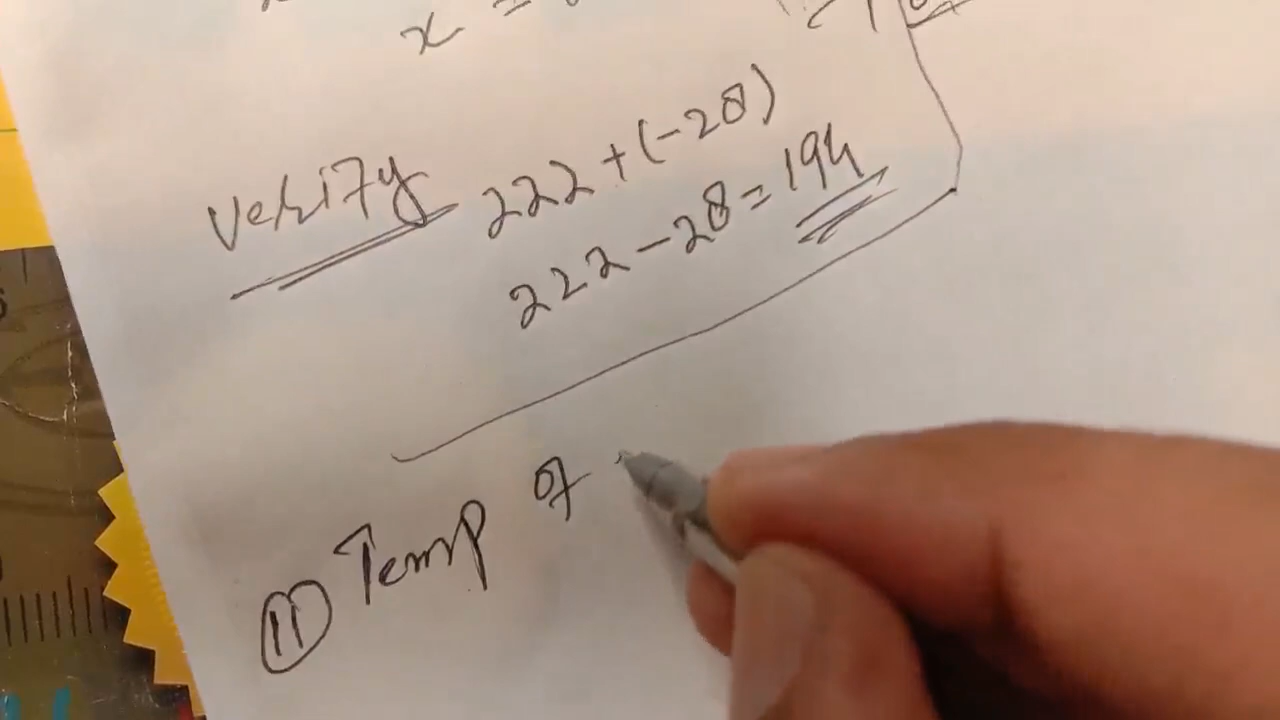 x =
Verify 222 + (-28)
222 - 28 = 194
11 Temp of